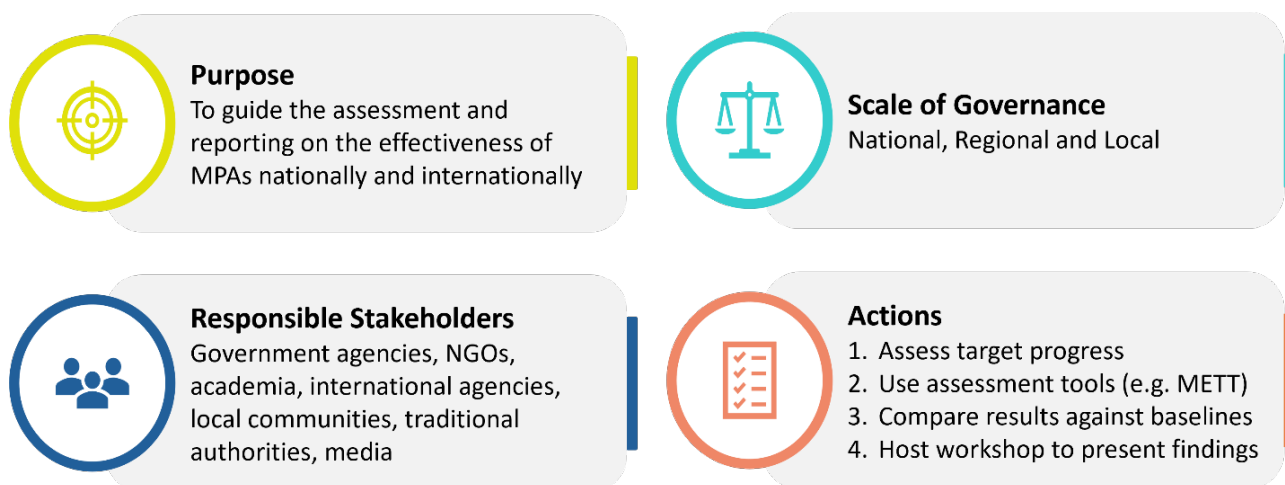 Purpose
To guide the assessment and
reporting on the effectiveness of
MPAs nationally and internationally
Scale of Governance
National, Regional and Local
Responsible Stakeholders
Government agencies, NGOs,
academia, international agencies,
local communities, traditional
authorities, media
Actions
1. Assess target progress
2. Use assessment tools (e.g. METT)
3. Compare results against baselines
4. Host workshop to present findings